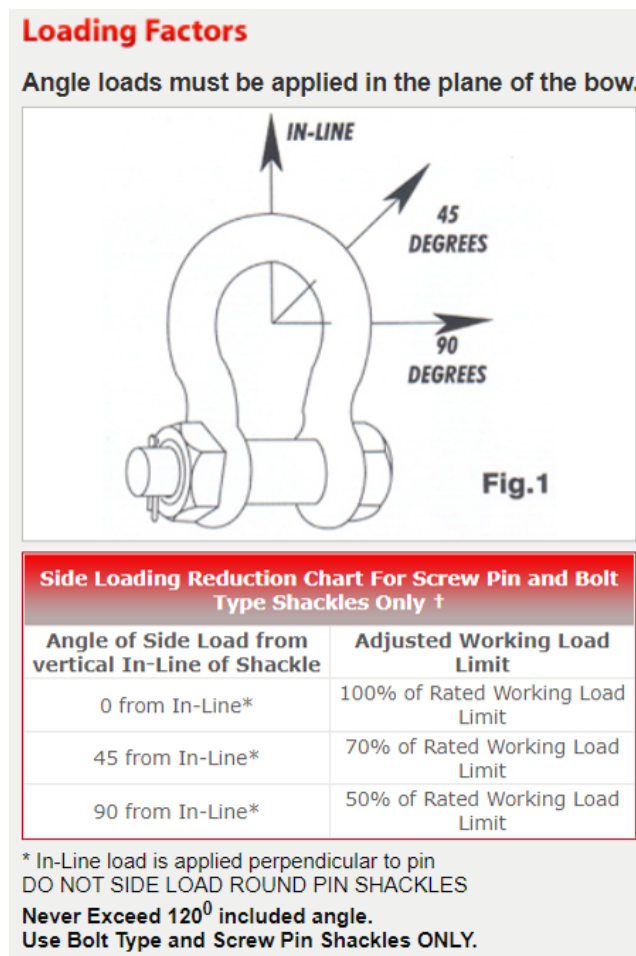 Loading Factors
Angle loads must be applied in the plane of the bow.
IN-LINE
45
DEGREES
90
DEGREES
Fig.1
Side Loading Reduction Chart For Screw Pin and Bolt
Type Shackles Only †
Angle of Side Load from
vertical In-Line of Shackle
Adjusted Working Load
Limit
0 from In-Line*
100% of Rated Working Load
Limit
45 from In-Line*
70% of Rated Working Load
Limit
90 from In-Line*
50% of Rated Working Load
Limit
* In-Line load is applied perpendicular to pin
DO NOT SIDE LOAD ROUND PIN SHACKLES
Never Exceed 120⁰ included angle.
Use Bolt Type and Screw Pin Shackles ONLY.